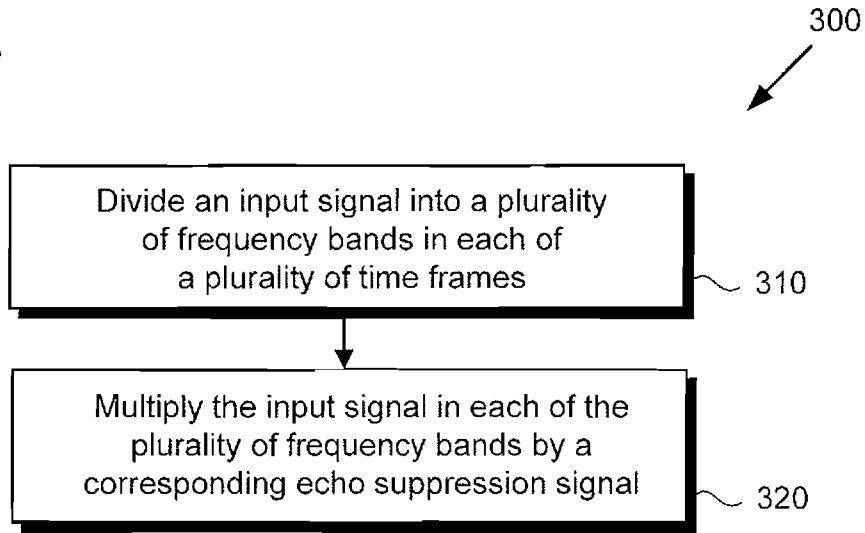 300
Divide an input signal into a plurality
of frequency bands in each of
a plurality of time frames
310
Multiply the input signal in each of the
plurality of frequency bands by a
corresponding echo suppression signal
320